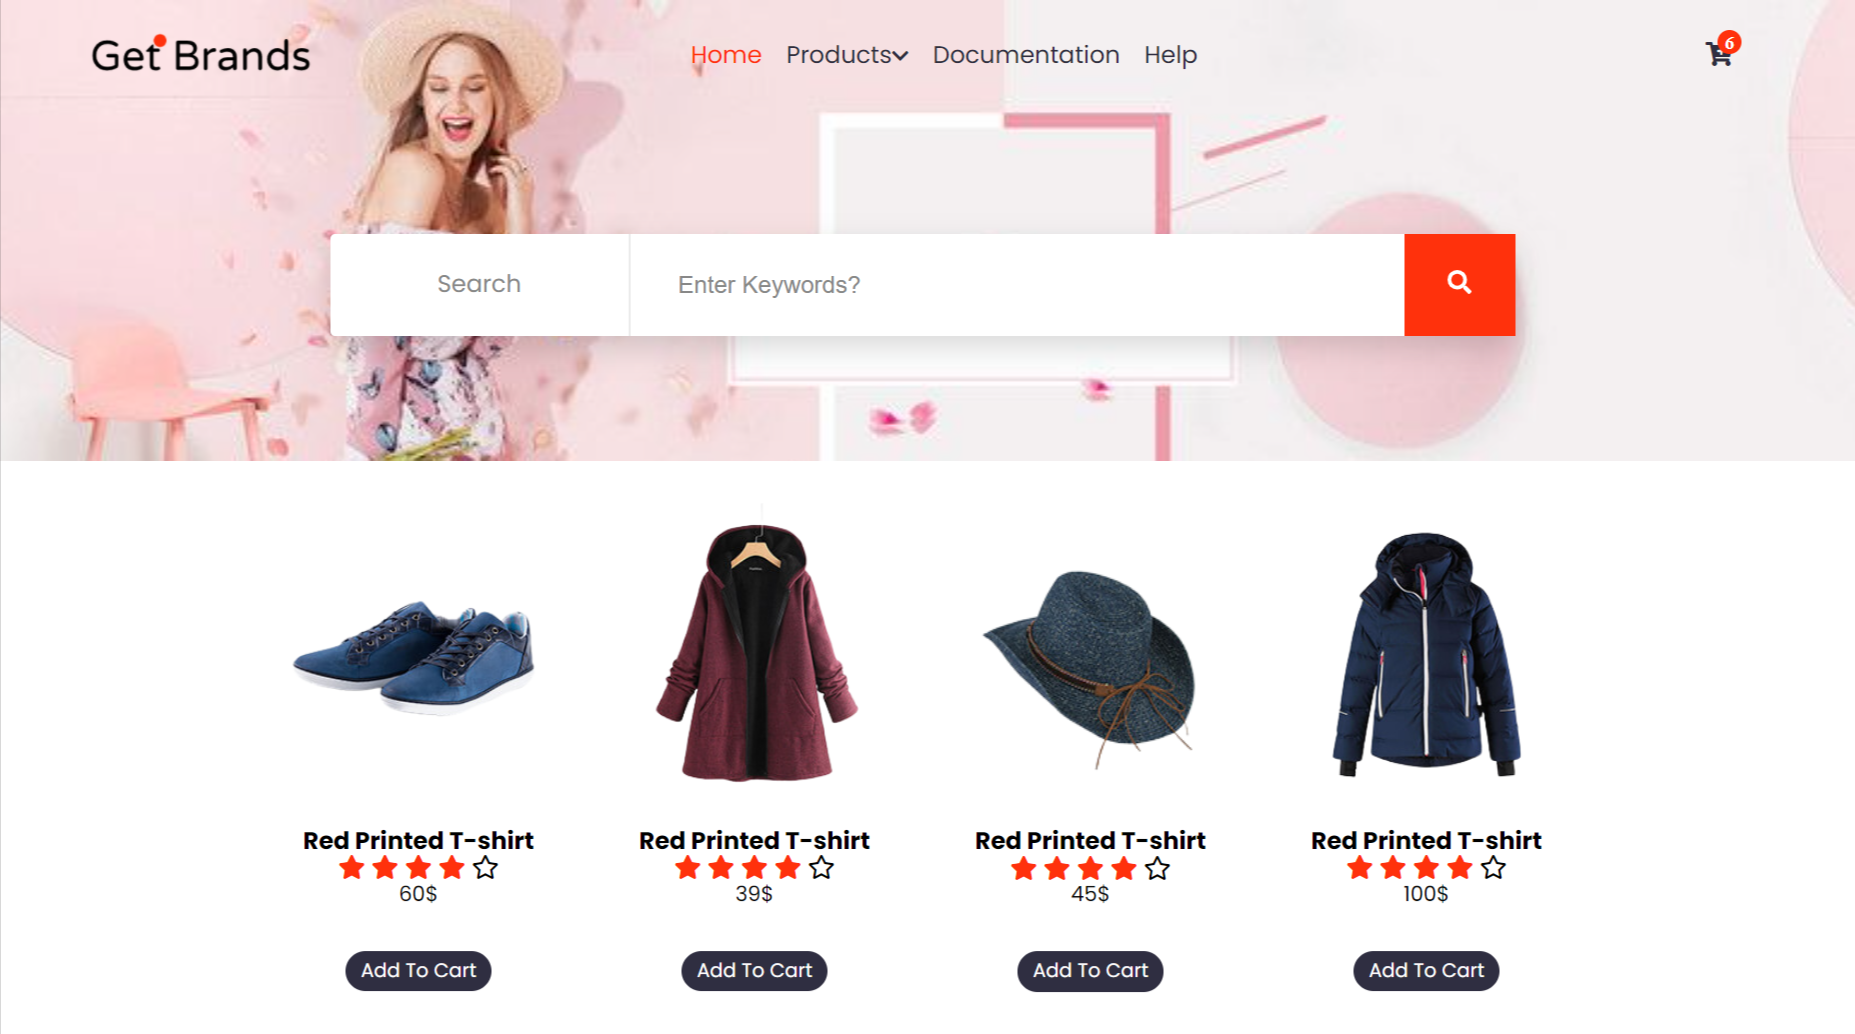 Get Brands
Home Products Documentation Help
6
Search
Enter Keywords?
Red Printed T-shirt
60$
Add To Cart
Red Printed T-shirt
39$
Add To Cart
Red Printed T-shirt
45$
Add To Cart
Red Printed T-shirt
100$
Add To Cart